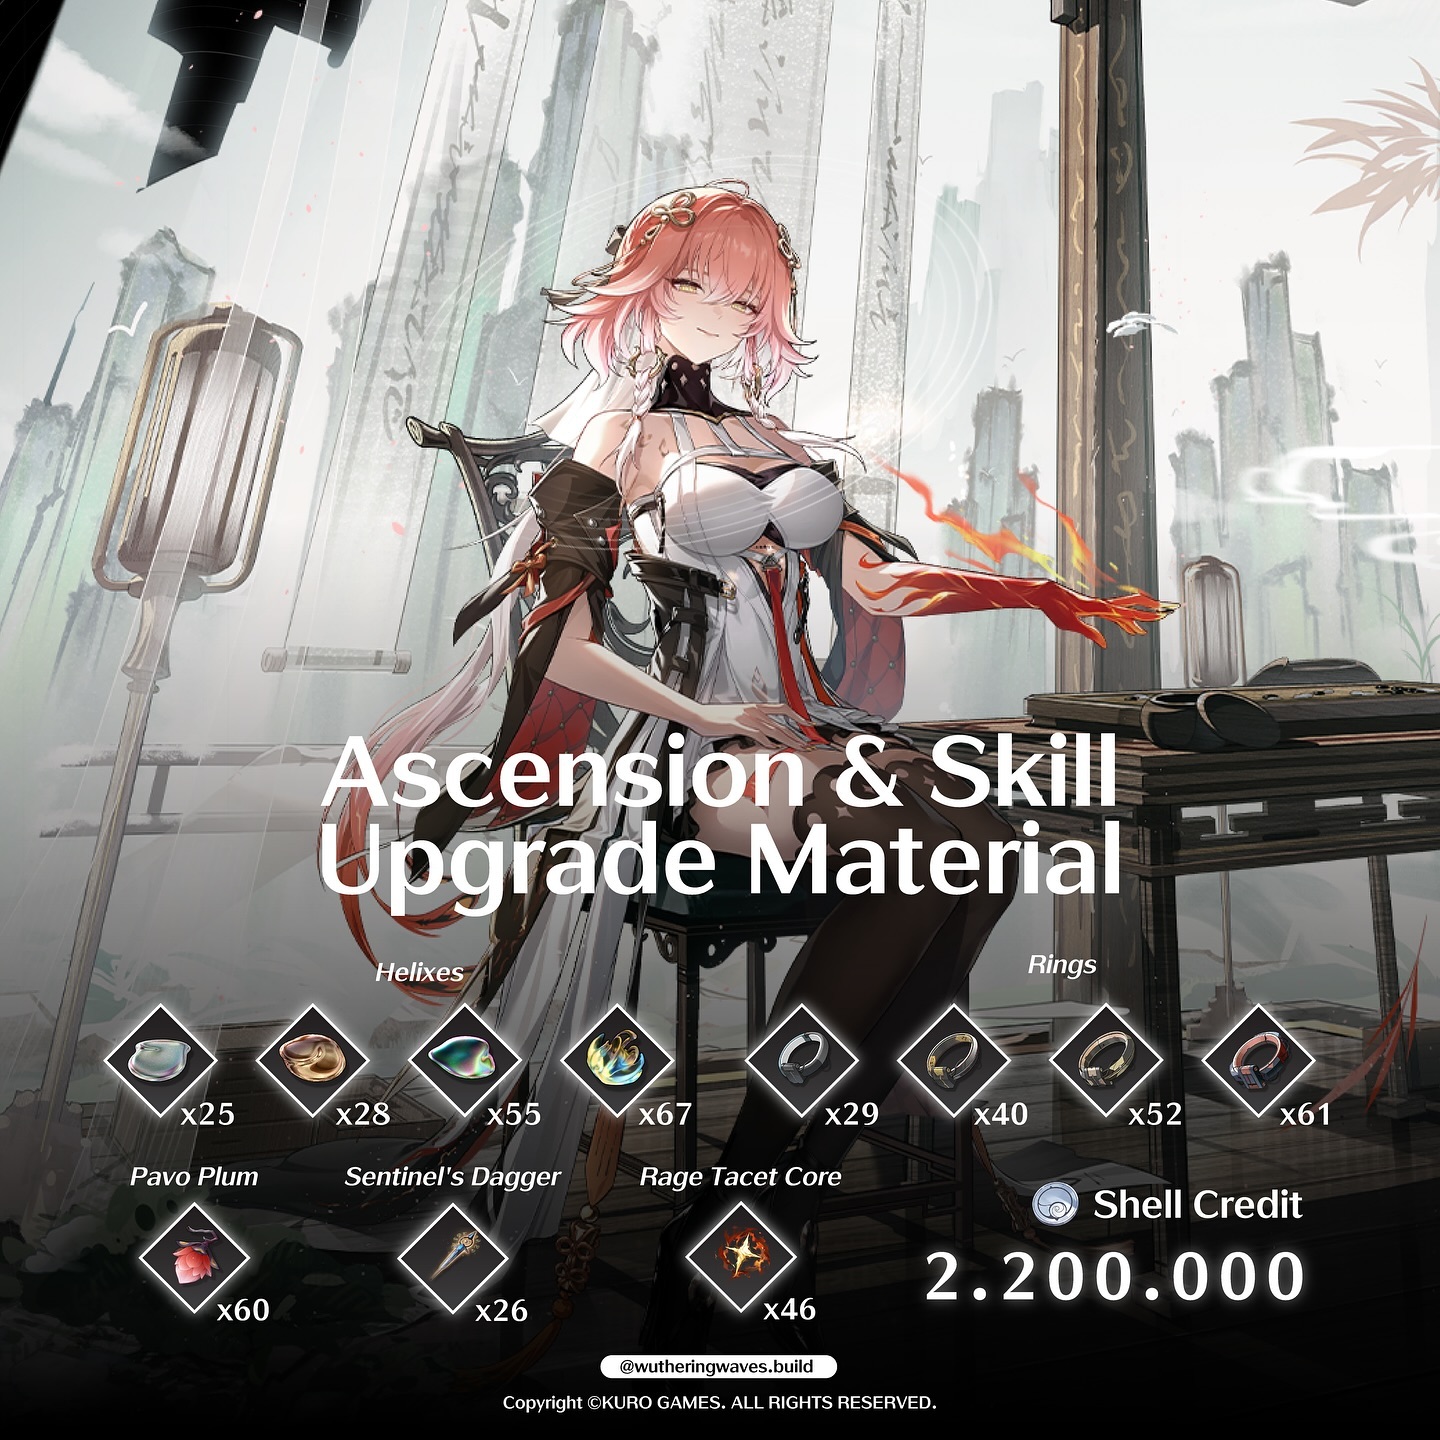 Ascension & Skill
Upgrade Material
Helixes
Rings
x25
x28
x55
x67
x29
x40
x52
x61
Pavo Plum
Sentinel's Dagger
Rage Tacet Core
Shell Credit
x60
x26
x46
2.200.000
@wutheringwaves.build
Copyright ©KURO GAMES. ALL RIGHTS RESERVED.